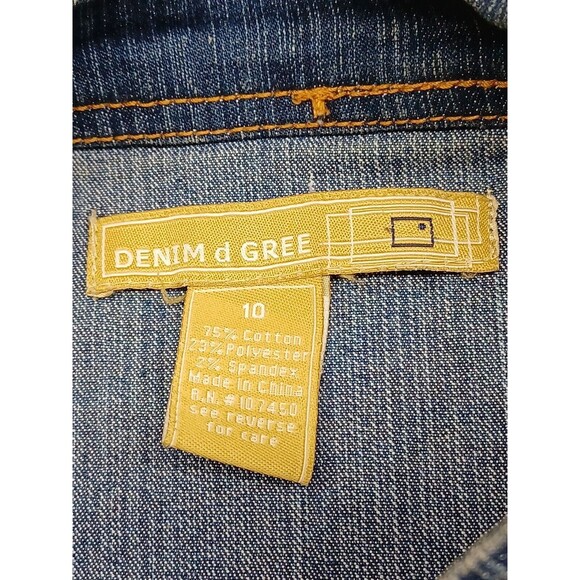 DENIM d GREE
10
75% Cotton
23% Polyester
2% Spandex
Made in China
R.N. #107450
see reverse
for care